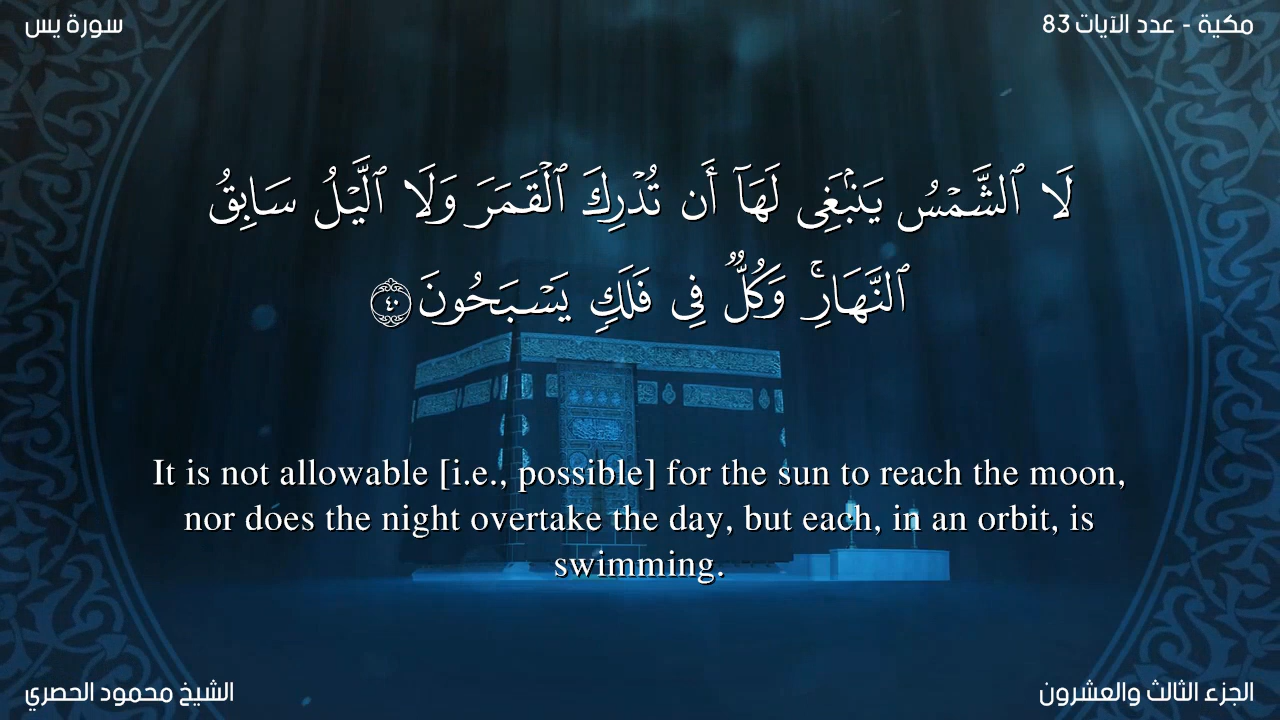 مكية - عدد الآيات 83
سورة يس
لَا ٱلشَّمْسُ يَنۢبَغِى لَهَآ أَن تُدْرِكَ ٱلْقَمَرَ وَلَا ٱلَّيْلُ سَابِقُ
ٱلنَّهَارِ ۚ وَكُلٌّ فِى فَلَكٍ يَسْبَحُونَ ٤٠
It is not allowable [i.e., possible] for the sun to reach the moon,
nor does the night overtake the day, but each, in an orbit, is
swimming.
الجزء الثالث والعشرون
الشيخ محمود الحصري